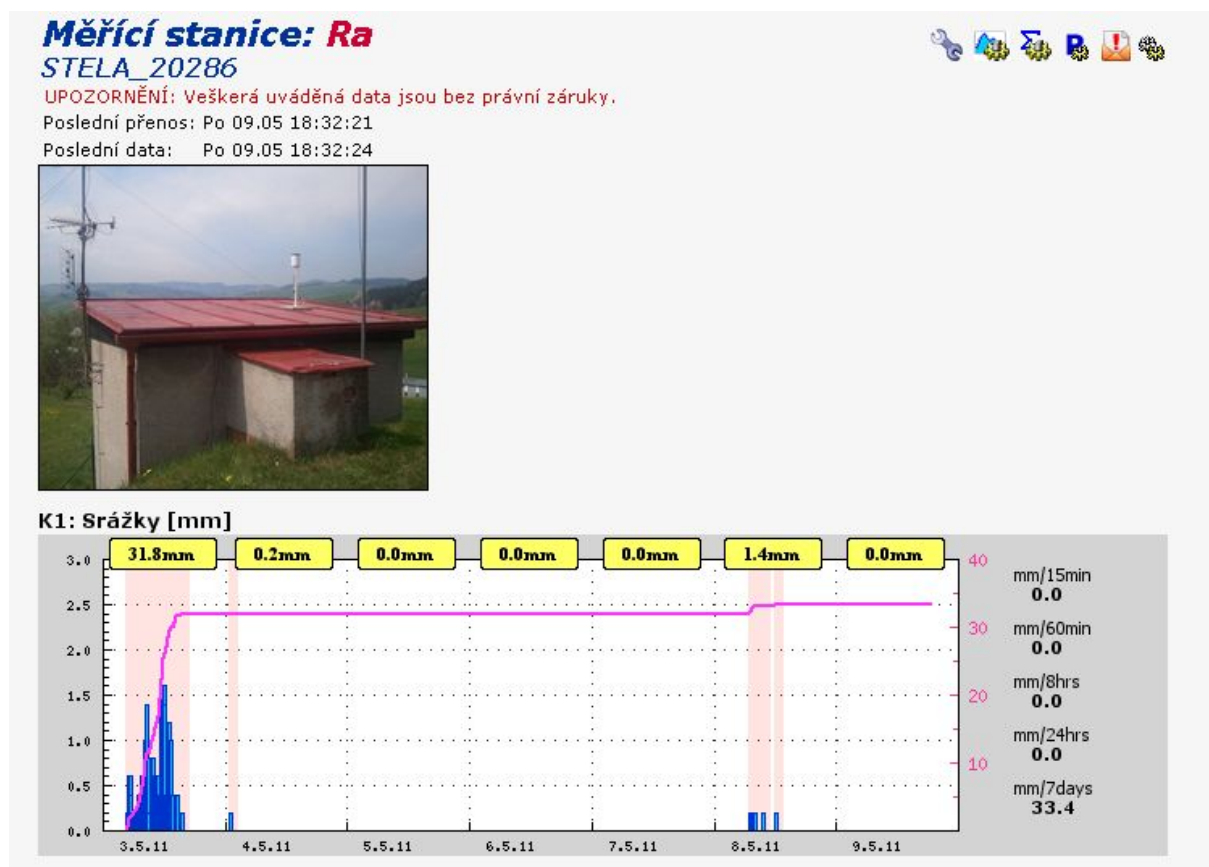 Měřící stanice: Ra
STELA_20286
UPOZORNĚNÍ: Veškerá uváděná data jsou bez právní záruky.
Poslední přenos: Po 09.05 18:32:21
Poslední data: Po 09.05 18:32:24
K1: Srážky [mm]
31.8mm 0.2mm 0.0mm 0.0mm 0.0mm 1.4mm 0.0mm
3.0 40
2.5
30
2.0
1.5 20
1.0
10
0.5
0.0
3.5.11 4.5.11 5.5.11 6.5.11 7.5.11 8.5.11 9.5.11
mm/15min
0.0
mm/60min
0.0
mm/8hrs
0.0
mm/24hrs
0.0
mm/7days
33.4